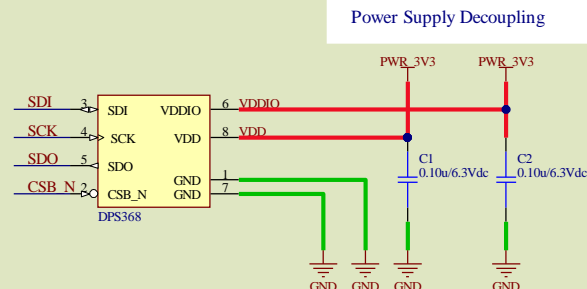 Power Supply Decoupling
PWR_3V3 PWR_3V3
SDI 3 SDI VDDIO 6 VDDIO
SCK 4 SCK VDD 8 VDD
SDO 5 SDO
C1 C2
0.10u/6.3Vdc 0.10u/6.3Vdc
GND 1
CSB_N 2 CSB_N GND 7
DPS368
GND GND GND GND